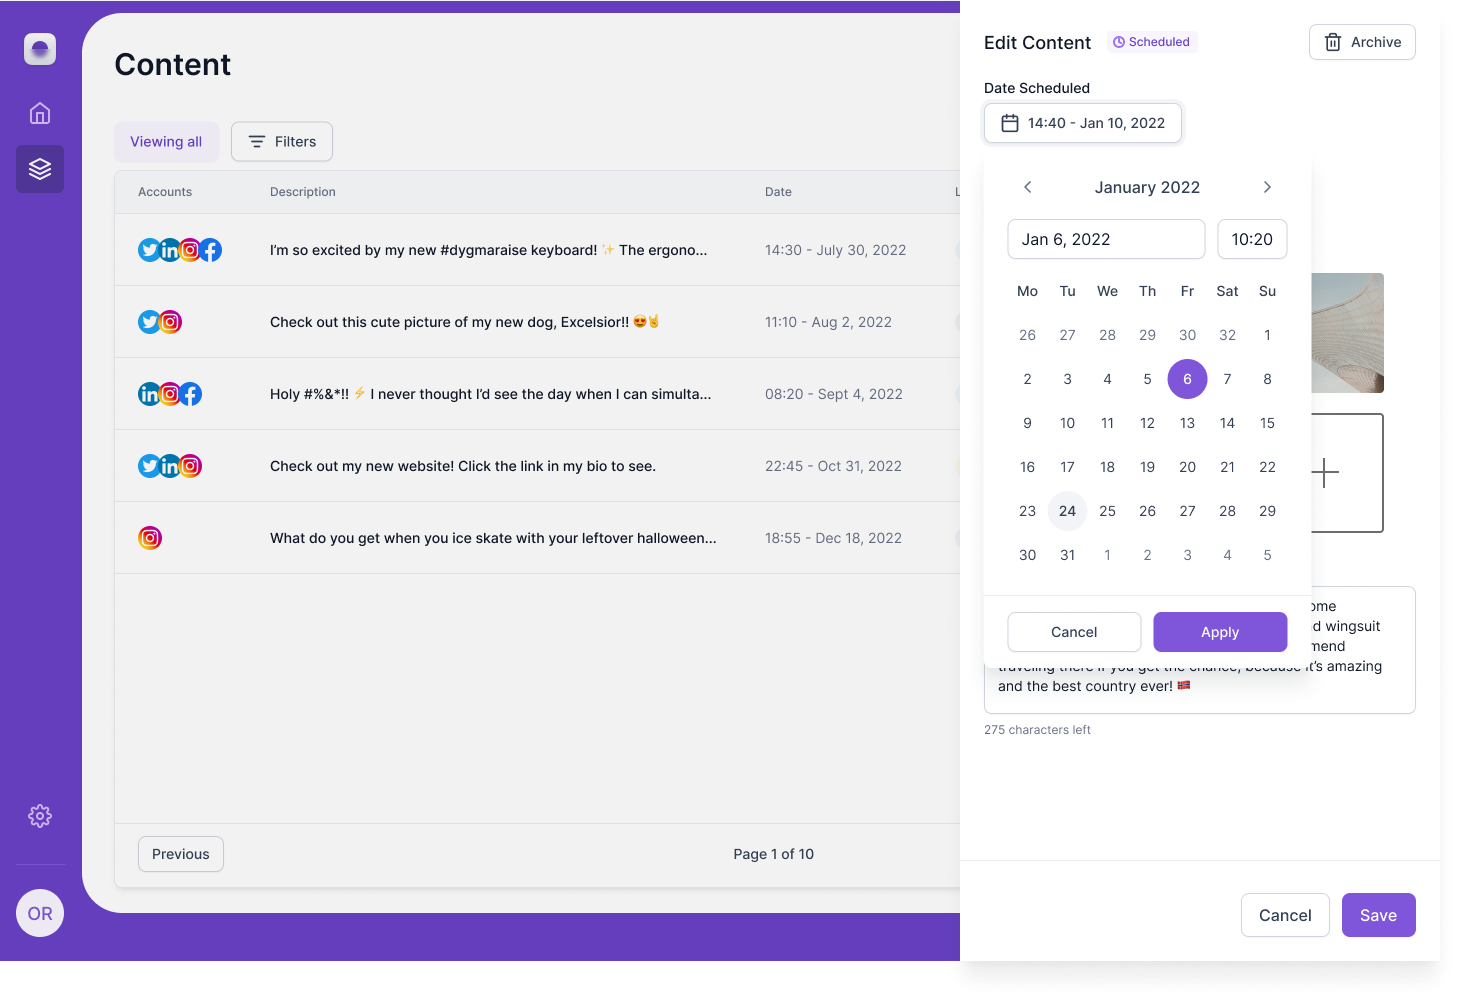 Content
Viewing all
Filters
Accounts Description Date
I’m so excited by my new #dygmaraise keyboard! ✨ The ergono... 14:30 - July 30, 2022
Check out this cute picture of my new dog, Excelsior!! 😍🤘 11:10 - Aug 2, 2022
Holy #%&*!! ⚡ I never thought I’d see the day when I can simulta... 08:20 - Sept 4, 2022
Check out my new website! Click the link in my bio to see. 22:45 - Oct 31, 2022
What do you get when you ice skate with your leftover halloween... 18:55 - Dec 18, 2022
Previous
Page 1 of 10
OR
Edit Content
Scheduled
Archive
Date Scheduled
14:40 - Jan 10, 2022
January 2022
Jan 6, 2022
10:20
Mo Tu We Th Fr Sat Su
26 27 28 29 30 32 1
2 3 4 5 6 7 8
9 10 11 12 13 14 15
16 17 18 19 20 21 22
23 24 25 26 27 28 29
30 31 1 2 3 4 5
Cancel
Apply
wingsuit
traveling there if you get the chance, because it’s amazing
and the best country ever! 🇳🇴
275 characters left
Cancel
Save